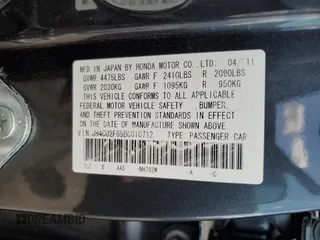 MFD. IN JAPAN BY HONDA MOTOR CO.,LTD. 04/11
GVWR 4475LBS GAWR F 2410LBS R 2090LBS
GVWR 2030KG GAWR F 1095KG R 950KG
THIS VEHICLE CONFORMS TO ALL APPLICABLE
FEDERAL MOTOR VEHICLE SAFETY, BUMPER,
AND THEFT PREVENTION STANDARDS IN EFFECT
ON THE DATE OF MANUFACTURE SHOWN ABOVE.
V.I.N. TYPE: PASSENGER CAR
NH782M -A -C
DREAMBID